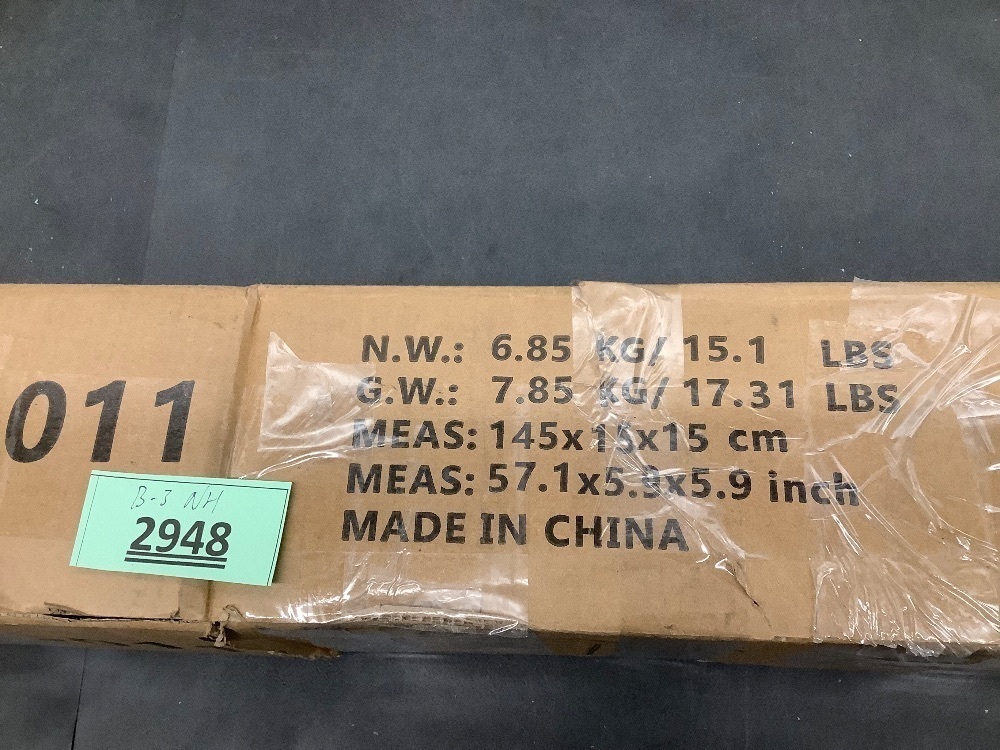 011
B-3 NH
2948
N.W.: 6.85 KG/ 15.1 LBS
G.W.: 7.85 KG/ 17.31 LBS
MEAS: 145x15x15 cm
MEAS: 57.1x5.9x5.9 inch
MADE IN CHINA